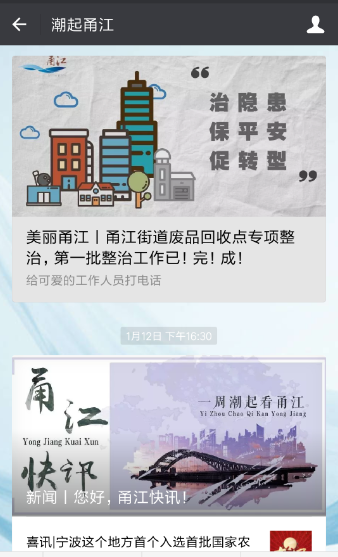 潮起甬江
甬江
治隐患
保平安
促转型
美丽甬江丨甬江街道废品回收点专项整
治，第一批整治工作已！完！成！
给可爱的工作人员打电话
1月12日 下午16:30
甬江
Yong Jiang Kuai Xun
快讯
一周潮起看甬江
Yi Zhou Chao Qi Kan Yong Jiang
新闻丨您好，甬江快讯！
喜讯|宁波这个地方首个入选首批国家农